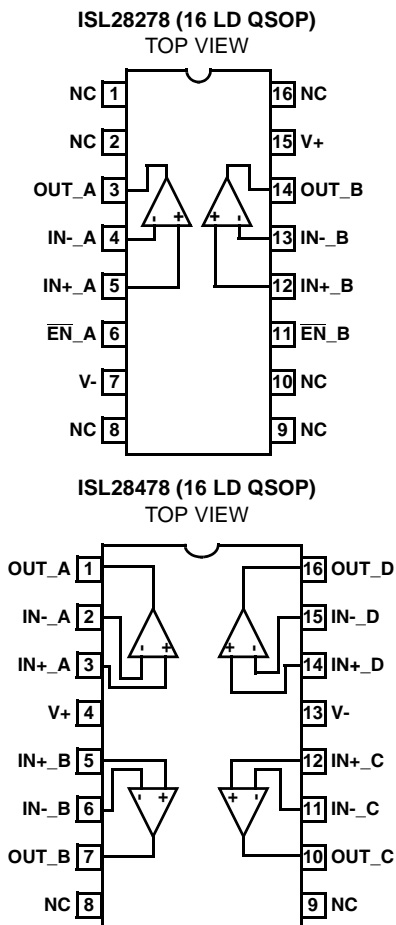 ISL28278 (16 LD QSOP)
TOP VIEW
NC 1
16 NC
NC 2
15 V+
OUT_A 3
14 OUT_B
IN-_A 4
- +
+ -
13 IN-_B
IN+_A 5
12 IN+_B
EN_A 6
11 EN_B
V- 7
10 NC
NC 8
9 NC
ISL28478 (16 LD QSOP)
TOP VIEW
OUT_A 1
16 OUT_D
IN-_A 2
15 IN-_D
- +
+ -
IN+_A 3
14 IN+_D
V+ 4
13 V-
IN+_B 5
12 IN+_C
- +
+ -
IN-_B 6
11 IN-_C
OUT_B 7
10 OUT_C
NC 8
9 NC